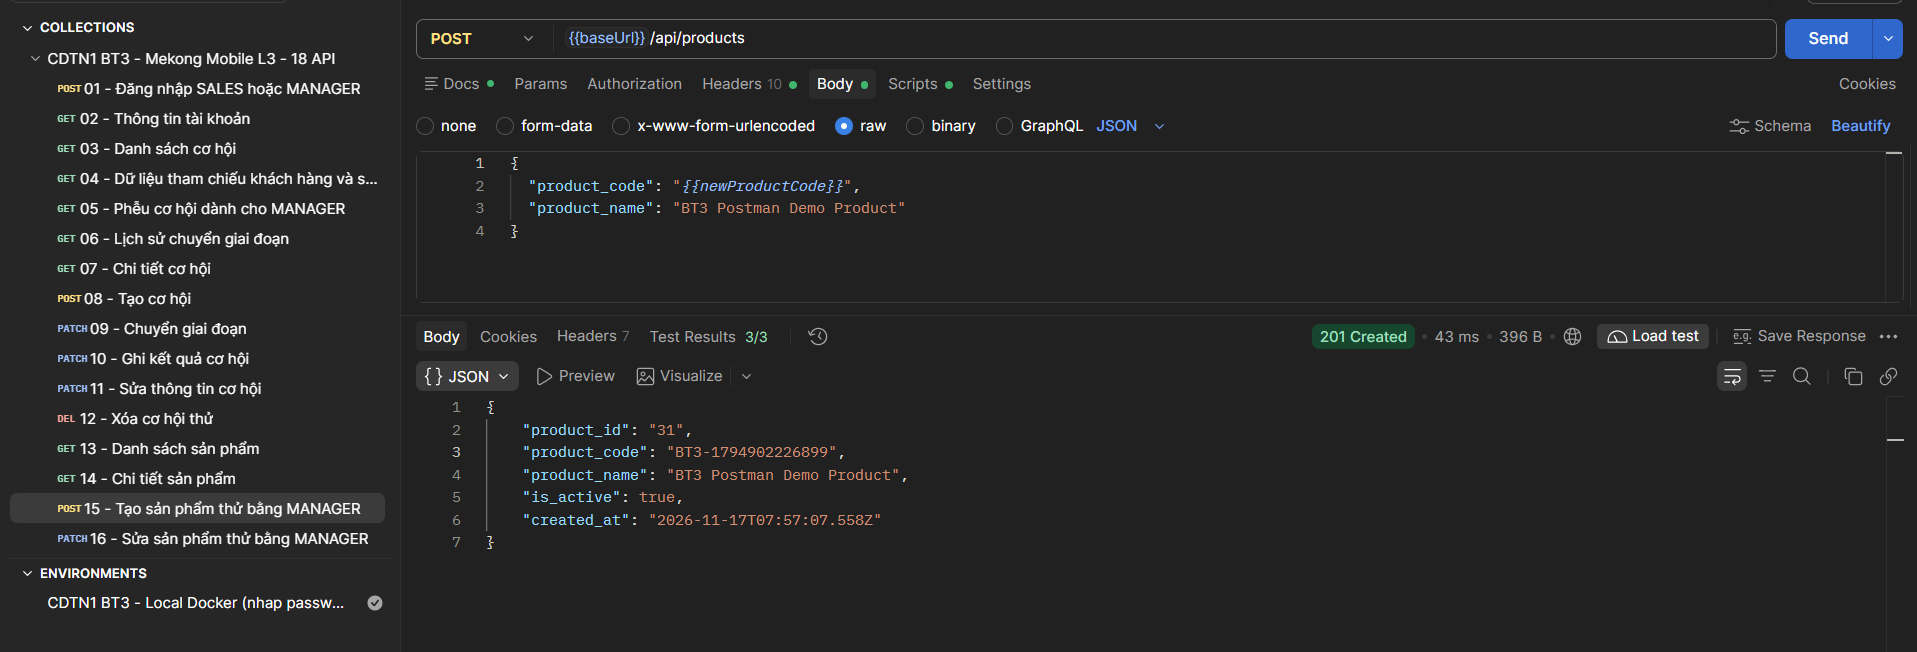 COLLECTIONS
CDTN1 BT3 - Mekong Mobile L3 - 18 API
POST 01 - Đăng nhập SALES hoặc MANAGER
GET 02 - Thông tin tài khoản
GET 03 - Danh sách cơ hội
GET 04 - Dữ liệu tham chiếu khách hàng và s...
GET 05 - Phễu cơ hội dành cho MANAGER
GET 06 - Lịch sử chuyển giai đoạn
GET 07 - Chi tiết cơ hội
POST 08 - Tạo cơ hội
PATCH 09 - Chuyển giai đoạn
PATCH 10 - Ghi kết quả cơ hội
PATCH 11 - Sửa thông tin cơ hội
DEL 12 - Xóa cơ hội thử
GET 13 - Danh sách sản phẩm
GET 14 - Chi tiết sản phẩm
POST 15 - Tạo sản phẩm thử bằng MANAGER
PATCH 16 - Sửa sản phẩm thử bằng MANAGER
ENVIRONMENTS
CDTN1 BT3 - Local Docker (nhap passw...
POST {{baseUrl}} /api/products Send
Docs Params Authorization Headers 10 Body Scripts Settings Cookies
none form-data x-www-form-urlencoded raw binary GraphQL JSON Schema Beautify
1 {
2 "product_code": "{{newProductCode}}",
3 "product_name": "BT3 Postman Demo Product"
4 }
Body Cookies Headers 7 Test Results 3/3 201 Created 43 ms 396 B Load test e.g. Save Response
{ } JSON Preview Visualize
1 {
2 "product_id": "31",
3 "product_code": "BT3-1794902226899",
4 "product_name": "BT3 Postman Demo Product",
5 "is_active": true,
6 "created_at": "2026-11-17T07:57:07.558Z"
7 }